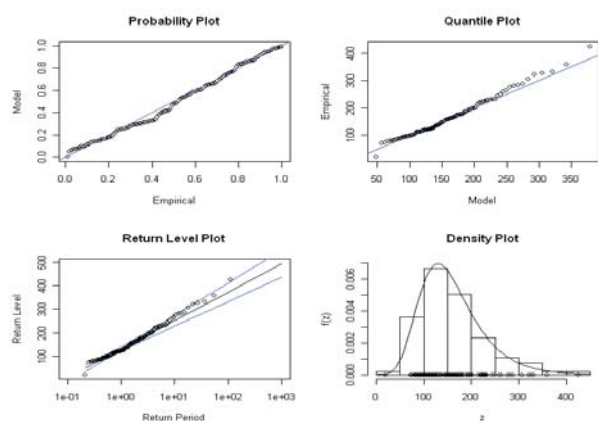 Probability Plot
Model
0.0 0.2 0.4 0.6 0.8 1.0
0.0 0.2 0.4 0.6 0.8 1.0
Empirical
Quantile Plot
Empirical
100 200 300 400
50 100 150 200 250 300 350
Model
Return Level Plot
Return Level
100 200 300 400 500
1e-01 1e+00 1e+01 1e+02 1e+03
Return Period
Density Plot
f(z)
0.000 0.002 0.004 0.006
0 100 200 300 400
z